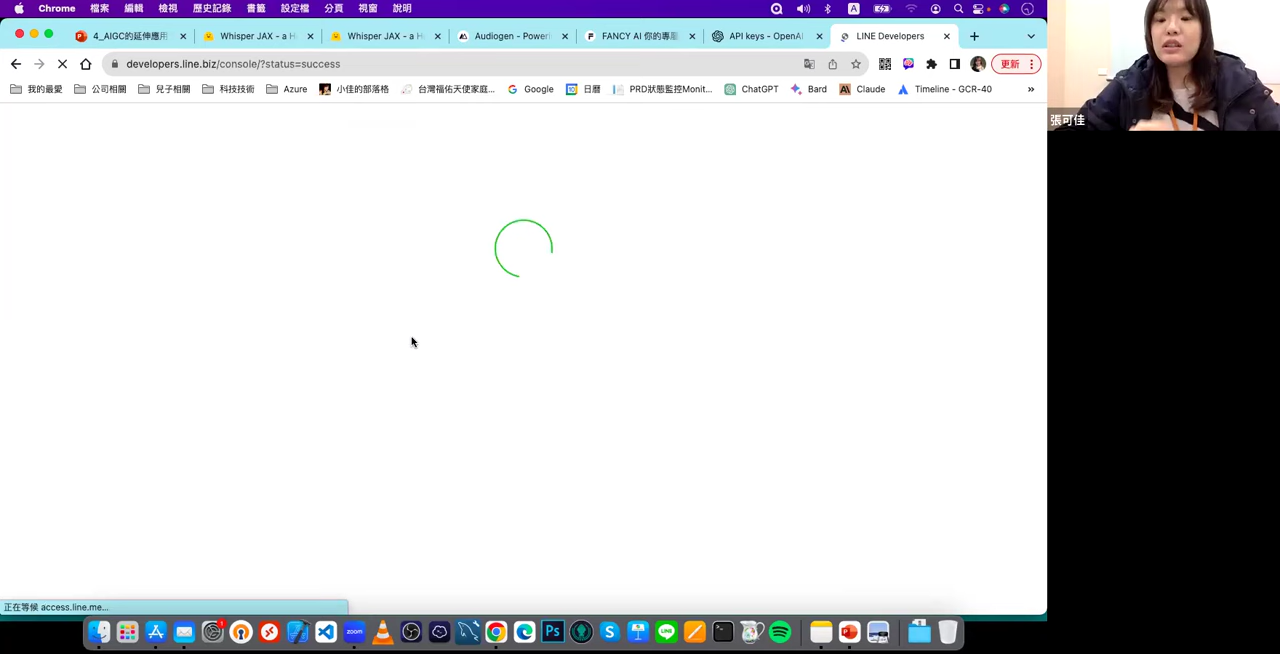 Chrome 檔案 編輯 檢視 歷史記錄 書籤 設定檔 分頁 視窗 說明
A
4_AIGC的延伸應用
Whisper JAX - a H
Whisper JAX - a H
Audiogen - Power
FANCY AI 你的專
API keys - OpenAI
LINE Developers
developers.line.biz/console/?status=success
更新
我的最愛 公司相關 兒子相關 科技技術 Azure 小佳的部落格 台灣福佑天使家庭... Google 日曆 PRD狀態監控Monit... ChatGPT Bard Claude Timeline - GCR-40
張可佳
正在等候 access.line.me...
zoom
Ps
LINE